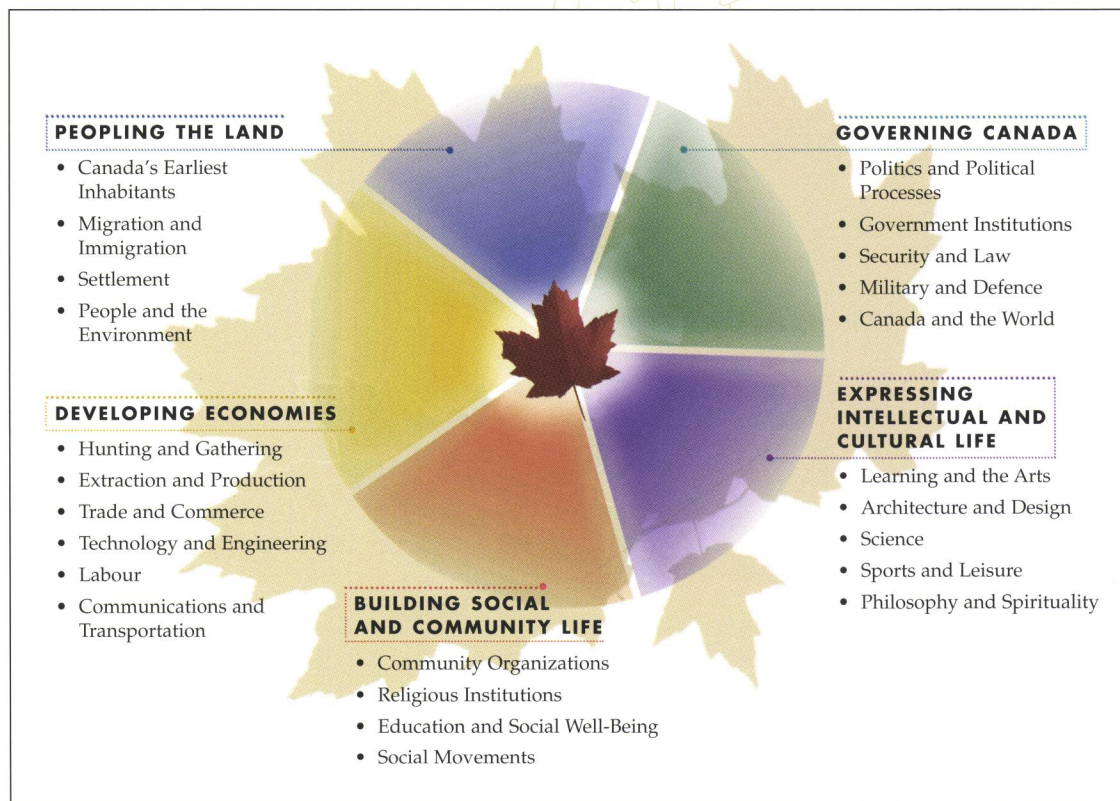 PEOPLING THE LAND
• Canada's Earliest
Inhabitants
• Migration and
Immigration
• Settlement
• People and the
Environment
GOVERNING CANADA
• Politics and Political
Processes
• Government Institutions
• Security and Law
• Military and Defence
• Canada and the World
DEVELOPING ECONOMIES
• Hunting and Gathering
• Extraction and Production
• Trade and Commerce
• Technology and Engineering
• Labour
• Communications and
Transportation
EXPRESSING
INTELLECTUAL AND
CULTURAL LIFE
• Learning and the Arts
• Architecture and Design
• Science
• Sports and Leisure
• Philosophy and Spirituality
BUILDING SOCIAL
AND COMMUNITY LIFE
• Community Organizations
• Religious Institutions
• Education and Social Well-Being
• Social Movements